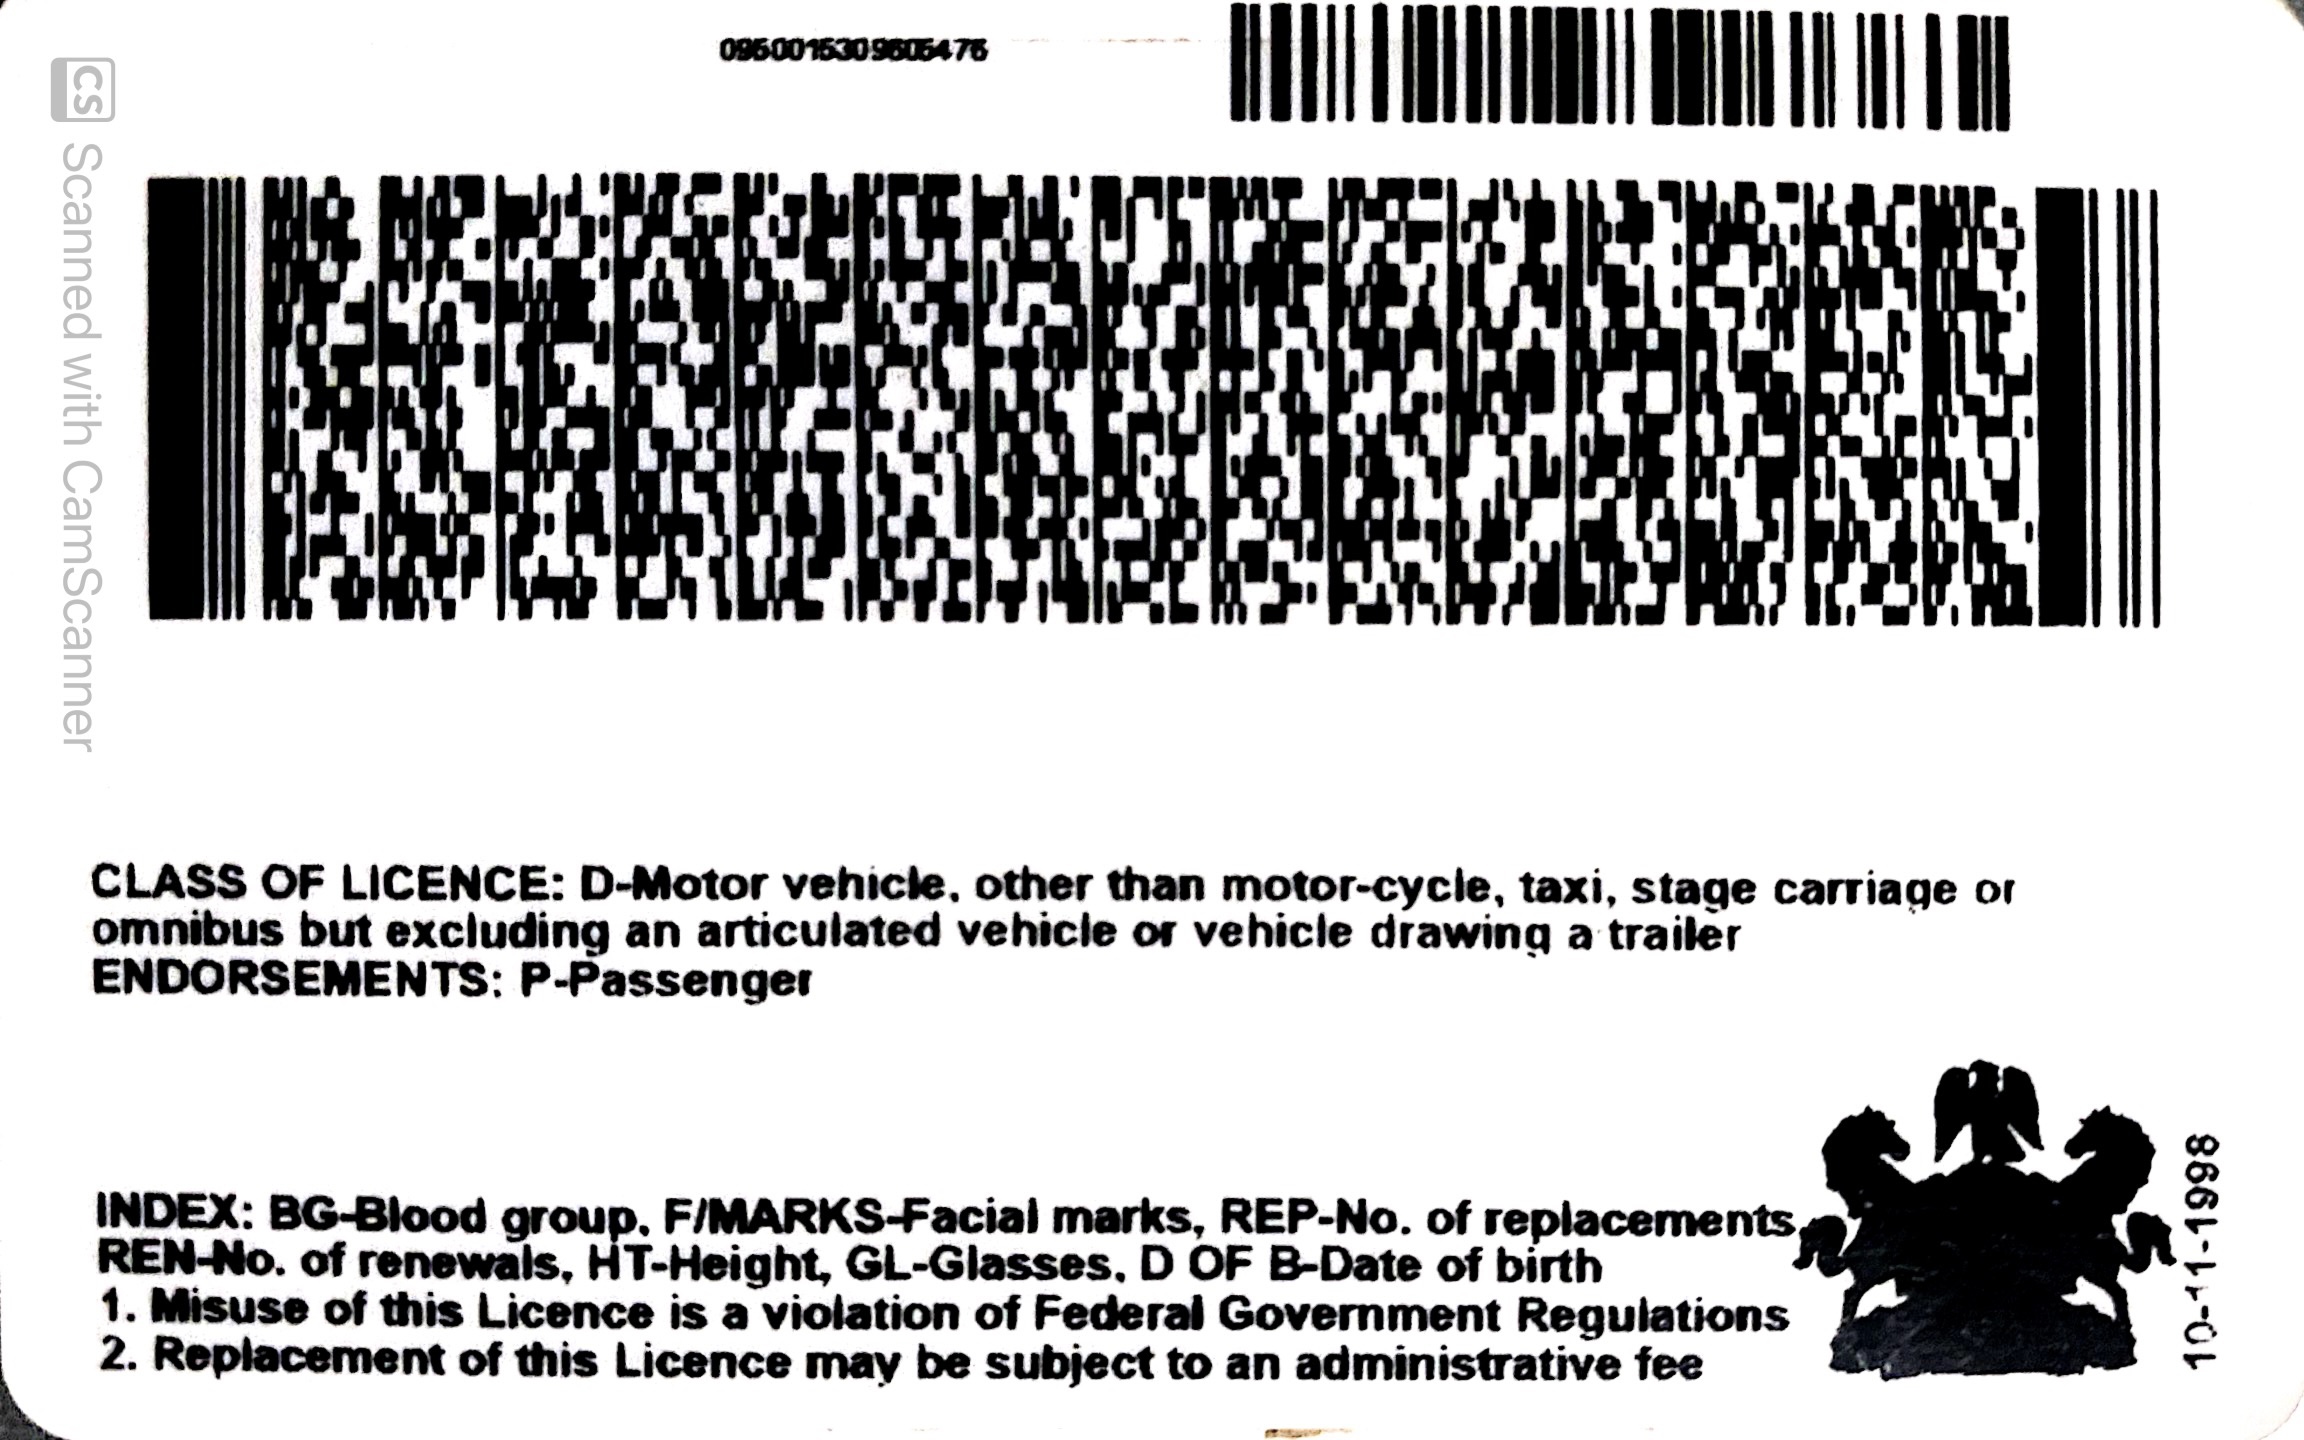 0950015309605476
CS Scanned with CamScanner
CLASS OF LICENCE: D-Motor vehicle, other than motor-cycle, taxi, stage carriage or
omnibus but excluding an articulated vehicle or vehicle drawing a trailer
ENDORSEMENTS: P-Passenger
INDEX: BG-Blood group, F/MARKS-Facial marks, REP-No. of replacements,
REN-No. of renewals, HT-Height, GL-Glasses, D OF B-Date of birth
1. Misuse of this Licence is a violation of Federal Government Regulations
2. Replacement of this Licence may be subject to an administrative fee
10-11-1998